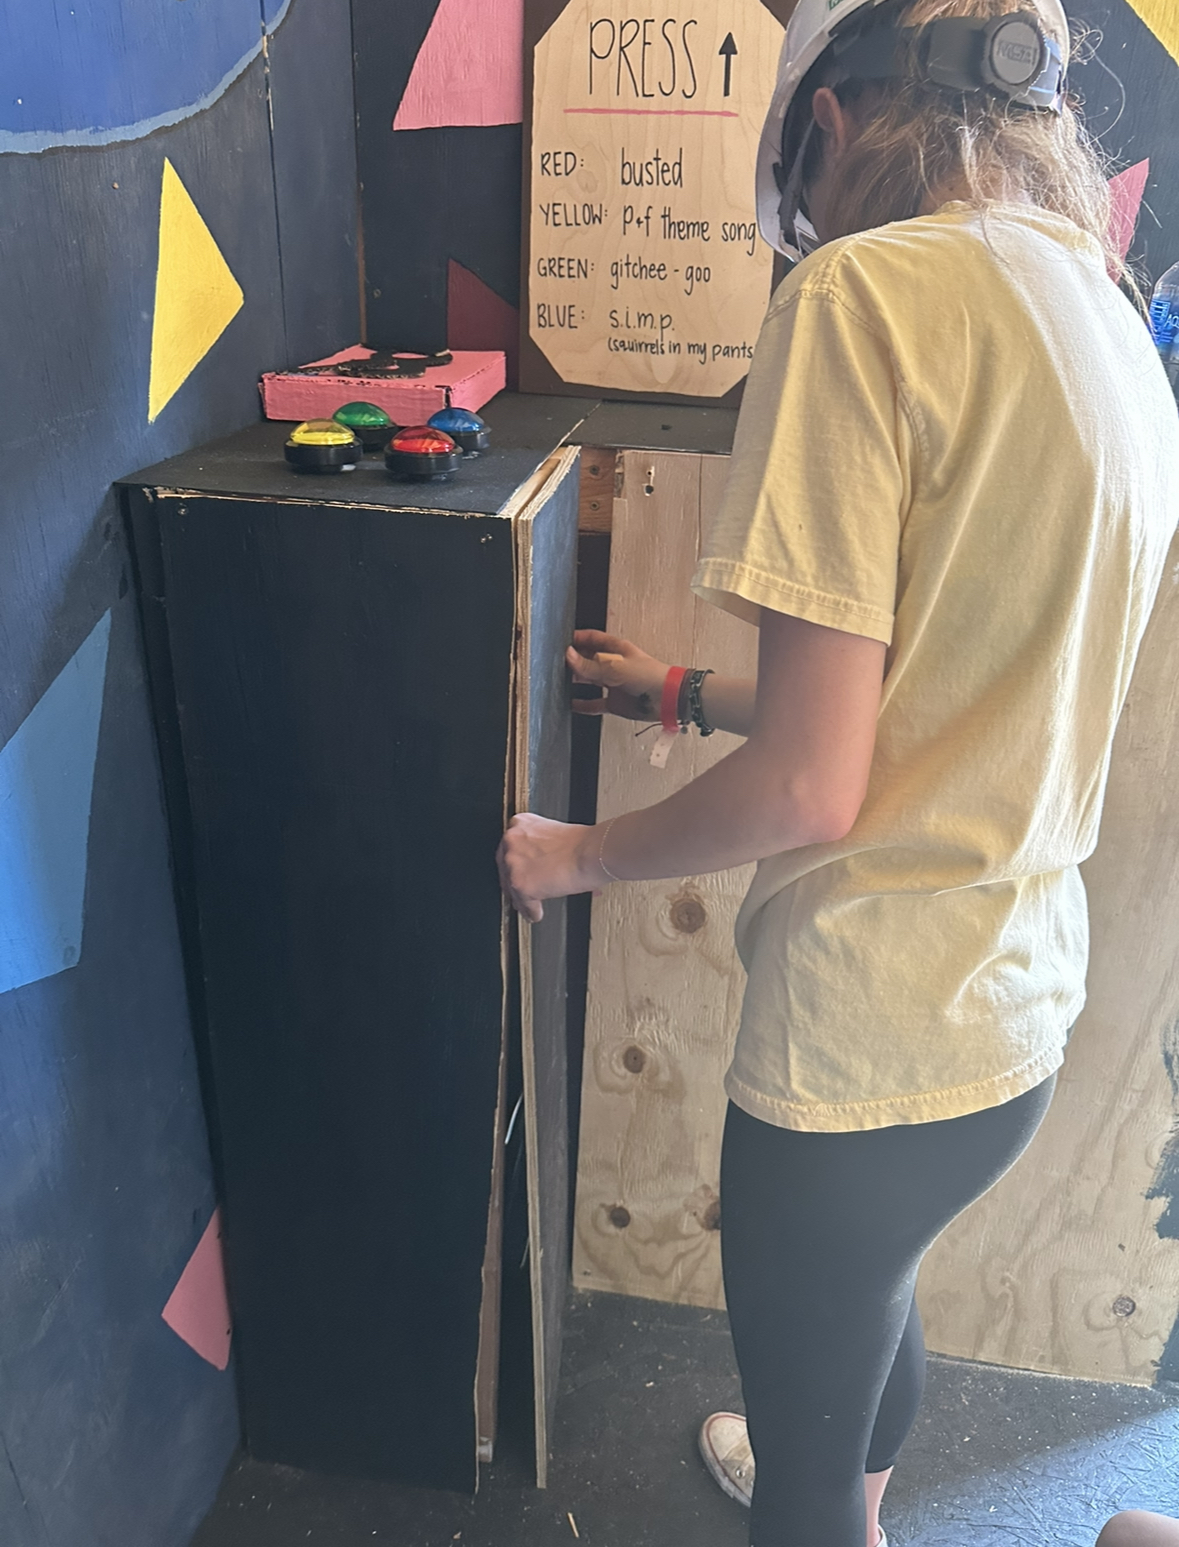 PRESS ↑
RED: busted
YELLOW: p+f theme song
GREEN: gitchee-goo
BLUE: s.i.m.p.
(squirrels in my pants